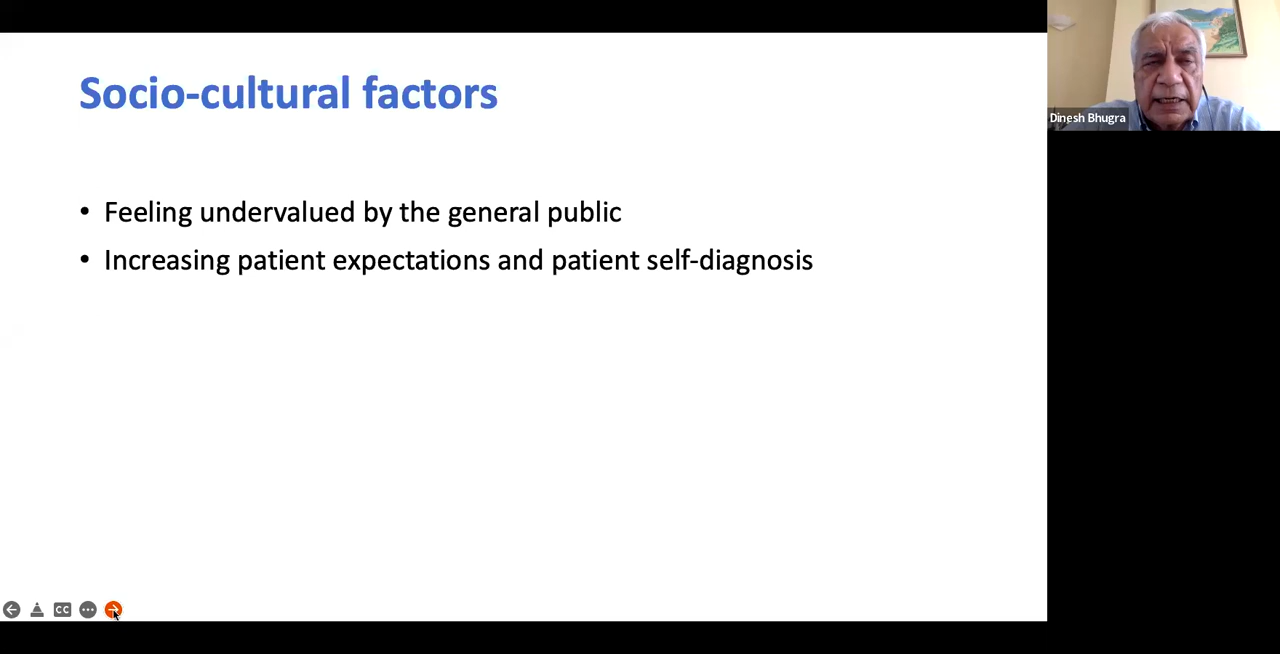 Socio-cultural factors
• Feeling undervalued by the general public
• Increasing patient expectations and patient self-diagnosis
Dinesh Bhugra
CC